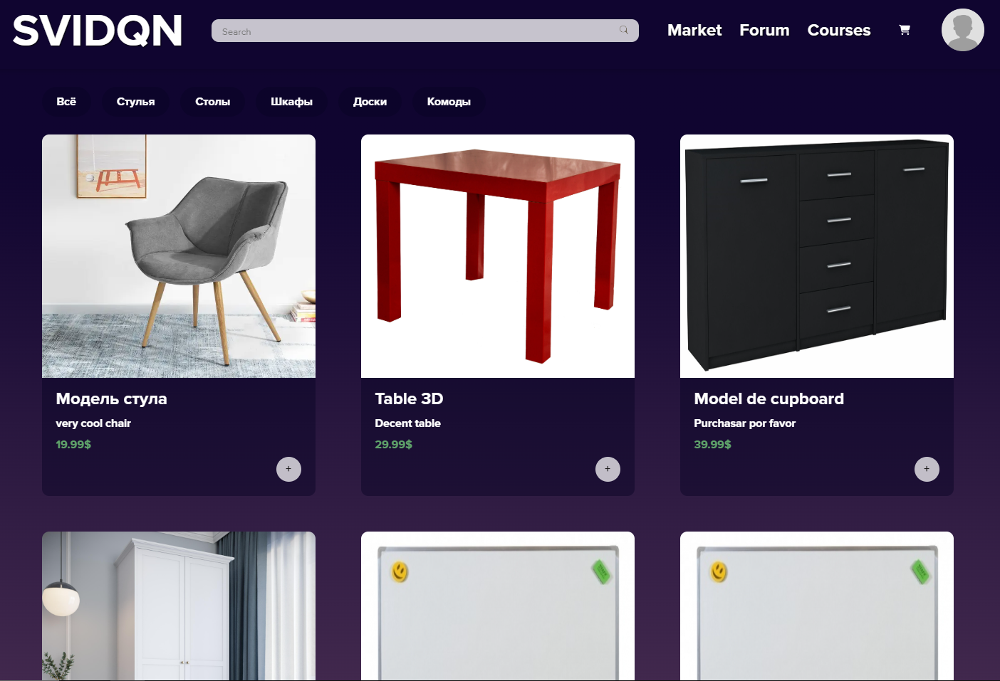 SVIDQN
Search
Market Forum Courses
Всё Стулья Столы Шкафы Доски Комоды
Модель стула
very cool chair
19.99$
+
Table 3D
Decent table
29.99$
+
Model de cupboard
Purchasar por favor
39.99$
+